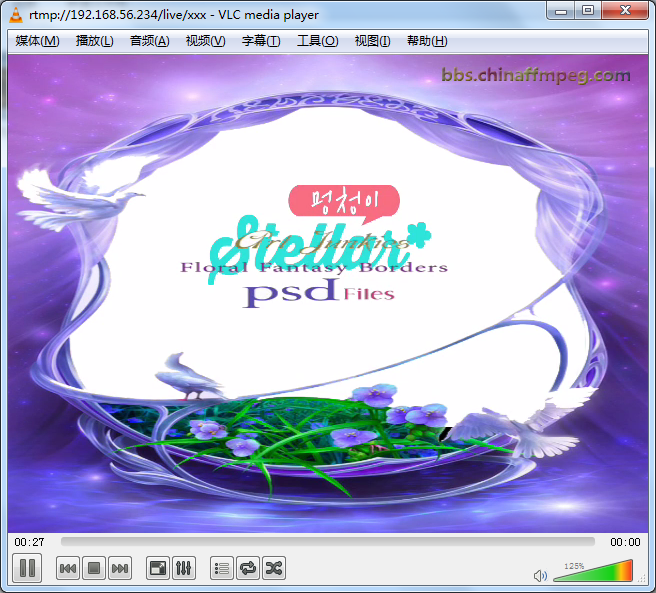 rtmp://192.168.56.234/live/xxx - VLC media player
媒体(M) 播放(L) 音频(A) 视频(V) 字幕(T) 工具(O) 视图(I) 帮助(H)
bbs.chinaffmpeg.com
멍청이
Stellar*
Art Junkies
Floral Fantasy Borders
psd Files
00:27
00:00
125%